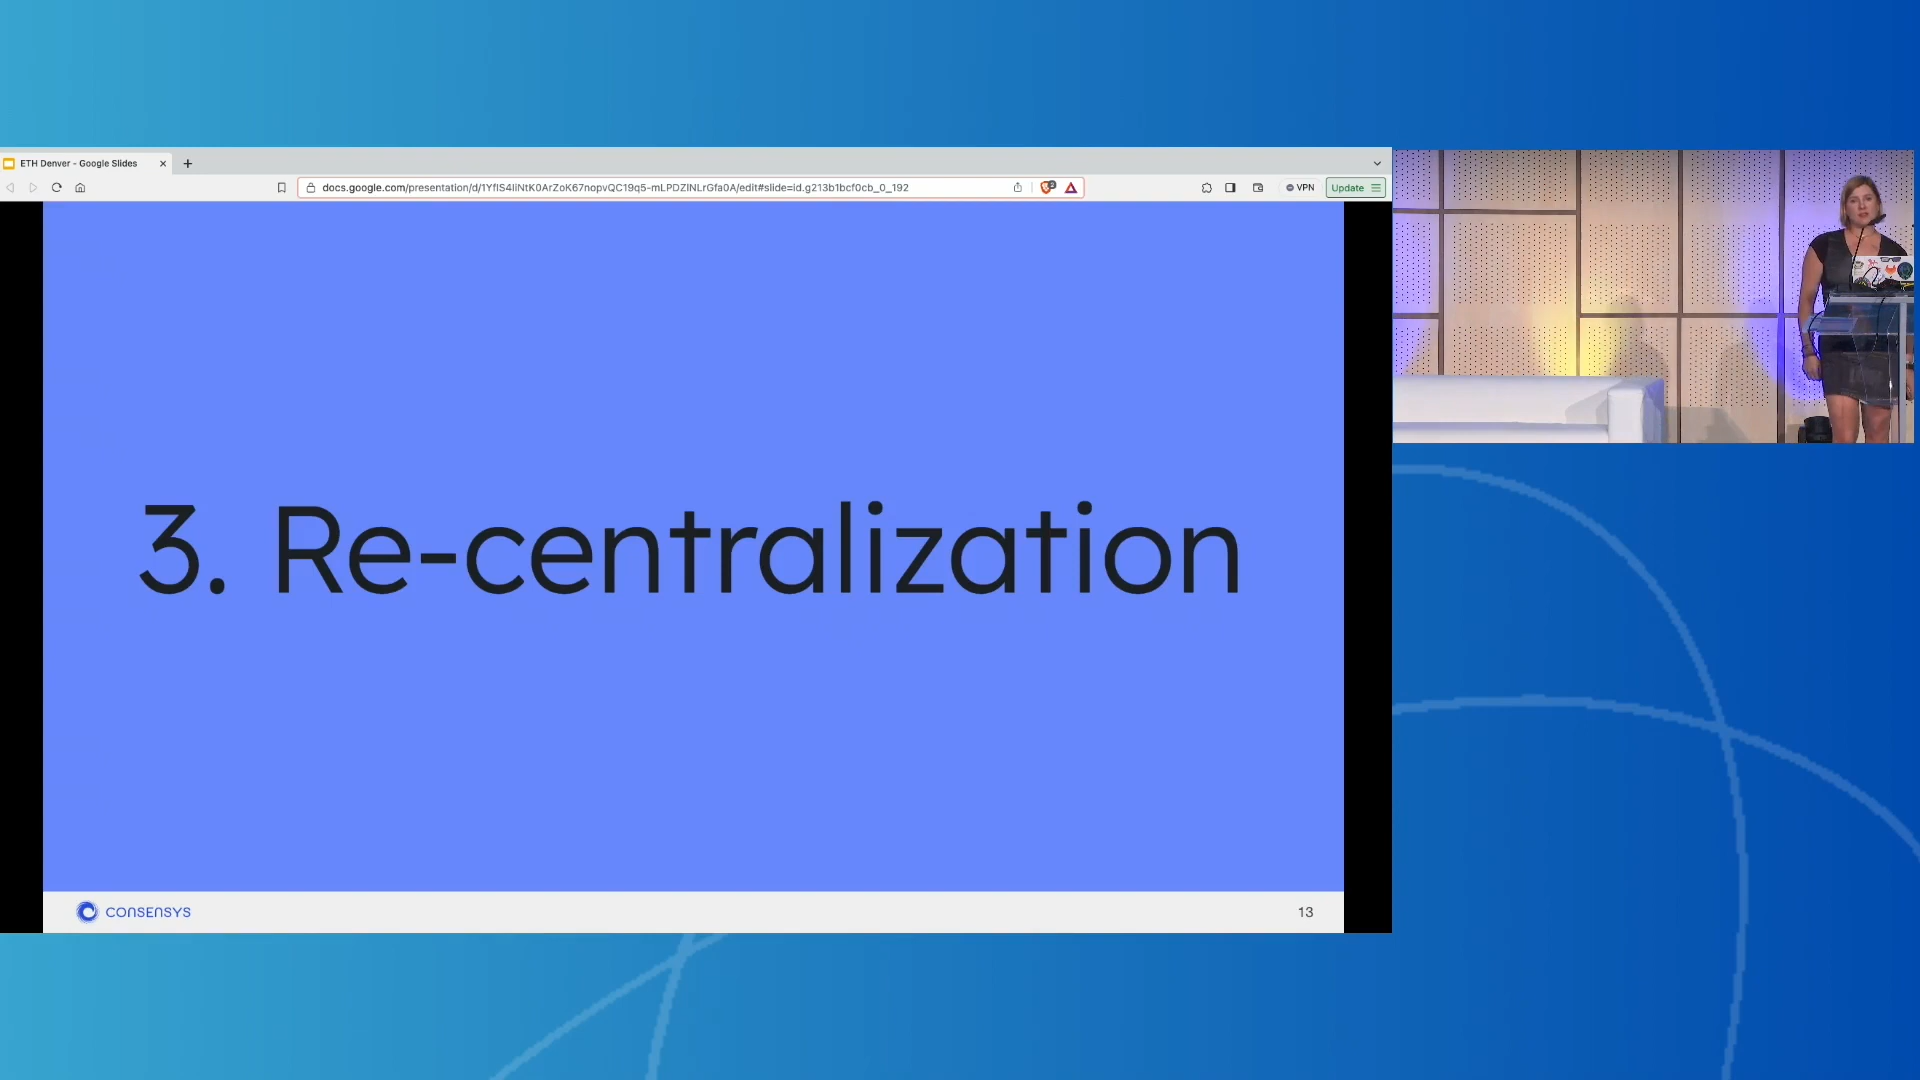 ETH Denver - Google Slides
docs.google.com/presentation/d/1YfIS4IiNtK0ArZoK67nopvQC19q5-mLPDZINLrGfa0A/edit#slide=id.g213b1bcf0cb_0_192
VPN
Update
3. Re-centralization
CONSENSYS
13